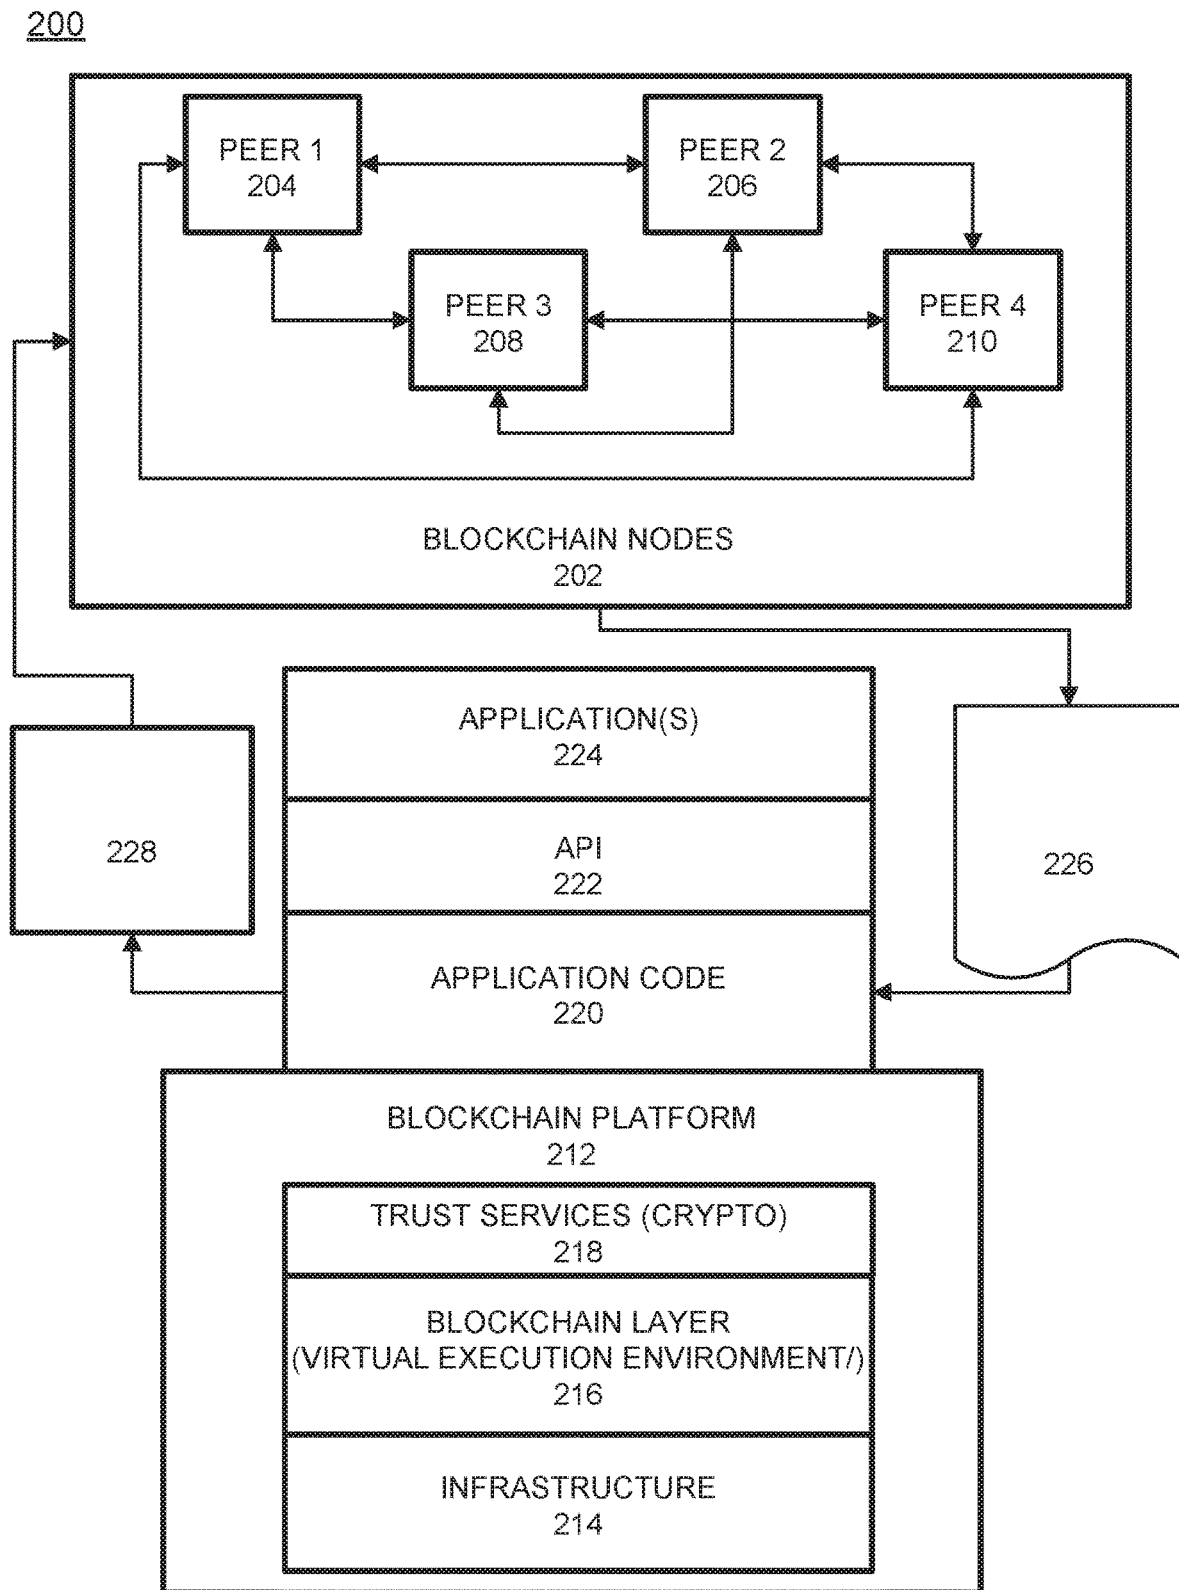 200
PEER 1
204
PEER 2
206
PEER 3
208
PEER 4
210
BLOCKCHAIN NODES
202
APPLICATION(S)
224
API
222
228
226
APPLICATION CODE
220
BLOCKCHAIN PLATFORM
212
TRUST SERVICES (CRYPTO)
218
BLOCKCHAIN LAYER
(VIRTUAL EXECUTION ENVIRONMENT/)
216
INFRASTRUCTURE
214